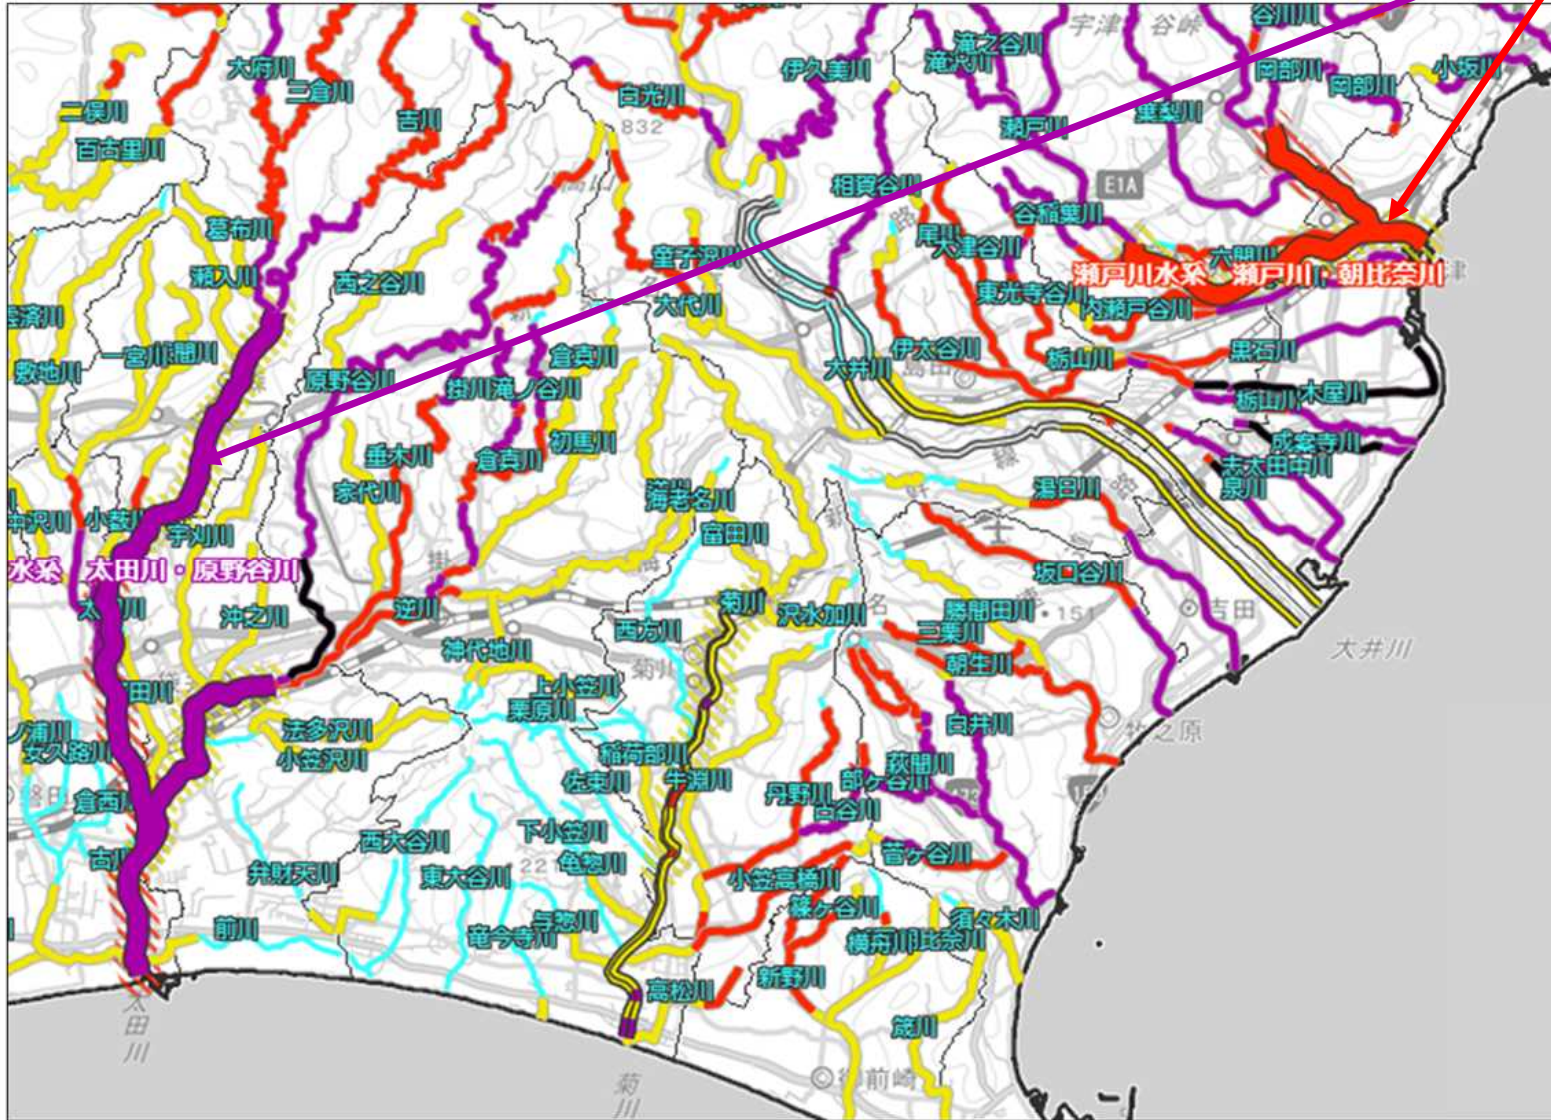 宇津ノ谷峠
谷川川
滝之谷川
滝沢川
伊久美川
大府川
三倉川
白光川
岡部川
岡部川
小坂川
二俣川
百古里川
吉川
832
瀬戸川
葉梨川
E1A
相賀谷川
谷稲葉川
葛布川
尾川
大津谷川
童子沢川
六間川
瀬戸川水系 瀬戸川・朝比奈川
津
瀬入川
西之谷川
東光寺谷川
内瀬戸谷川
大代川
敷地川
一宮川
原野谷川
倉真川
掛川滝ノ谷川
大井川
伊太谷川
島田
栃山川
黒石川
木屋川
栃山川
垂木川
倉真川
初馬川
成案寺川
志太田中川
泉川
家代川
海老名川
湯日川
富田川
小藪川
宇刈川
掛
水系 太田川・原野谷川
坂口谷川
沖之川
逆川
菊川
沢水加川
勝間田川
151
吉田
西方川
三栗川
神代地川
菊川
朝生川
大井川
上小笠川
栗原川
法多沢川
白井川
牧之原
小笠沢川
女久路川
稲荷部川
佐束川
牛淵川
萩間川
部ケ谷川
丹野川
磐田
倉西川
西大谷川
下小笠川
亀惣川
菅ケ谷川
弁財天川
東大谷川
小笠高橋川
篠ケ谷川
須々木川
前川
与惣川
竜今寺川
新野川
高松川
筬川
御前崎
太田川
菊川